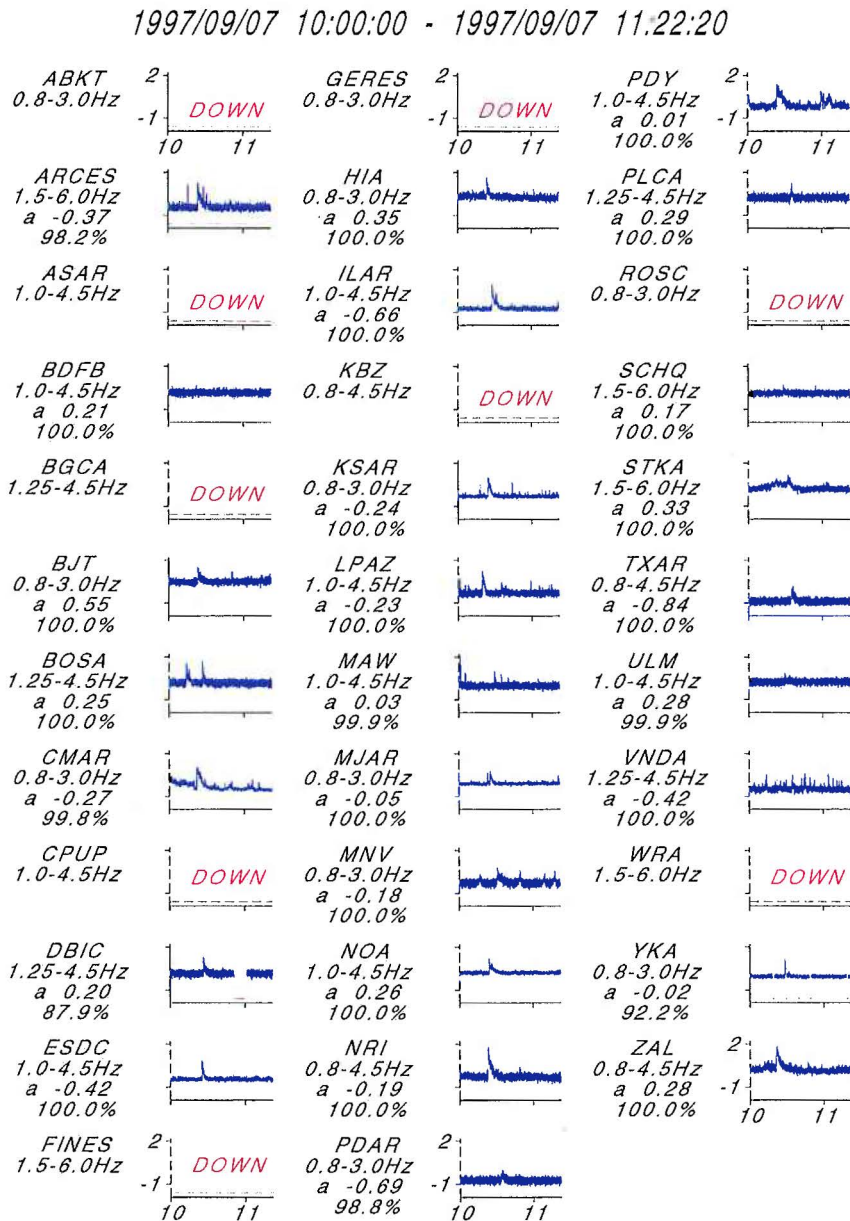 1997/09/07 10:00:00 - 1997/09/07 11:22:20
ABKT
0.8-3.0Hz
2
-1
DOWN
10 11
ARCES
1.5-6.0Hz
a -0.37
98.2%
ASAR
1.0-4.5Hz
DOWN
BDFB
1.0-4.5Hz
a 0.21
100.0%
BGCA
1.25-4.5Hz
DOWN
BJT
0.8-3.0Hz
a 0.55
100.0%
BOSA
1.25-4.5Hz
a 0.25
100.0%
CMAR
0.8-3.0Hz
a -0.27
99.8%
CPUP
1.0-4.5Hz
DOWN
DBIC
1.25-4.5Hz
a 0.20
87.9%
ESDC
1.0-4.5Hz
a -0.42
100.0%
FINES
1.5-6.0Hz
2
-1
DOWN
10 11
GERES
0.8-3.0Hz
2
-1
DOWN
10 11
HIA
0.8-3.0Hz
a 0.35
100.0%
ILAR
1.0-4.5Hz
a -0.66
100.0%
KBZ
0.8-4.5Hz
DOWN
KSAR
0.8-3.0Hz
a -0.24
100.0%
LPAZ
1.0-4.5Hz
a -0.23
100.0%
MAW
1.0-4.5Hz
a 0.03
99.9%
MJAR
0.8-3.0Hz
a -0.05
100.0%
MNV
0.8-3.0Hz
a -0.18
100.0%
NOA
1.0-4.5Hz
a 0.26
100.0%
NRI
0.8-4.5Hz
a -0.19
100.0%
PDAR
0.8-3.0Hz
a -0.69
98.8%
2
-1
10 11
PDY
1.0-4.5Hz
a 0.01
100.0%
2
-1
10 11
PLCA
1.25-4.5Hz
a 0.29
100.0%
ROSC
0.8-3.0Hz
DOWN
SCHQ
1.5-6.0Hz
a 0.17
100.0%
STKA
1.5-6.0Hz
a 0.33
100.0%
TXAR
0.8-4.5Hz
a -0.84
100.0%
ULM
1.0-4.5Hz
a 0.28
99.9%
VNDA
1.25-4.5Hz
a -0.42
100.0%
WRA
1.5-6.0Hz
DOWN
YKA
0.8-3.0Hz
a -0.02
92.2%
ZAL
0.8-4.5Hz
a 0.28
100.0%
2
-1
10 11